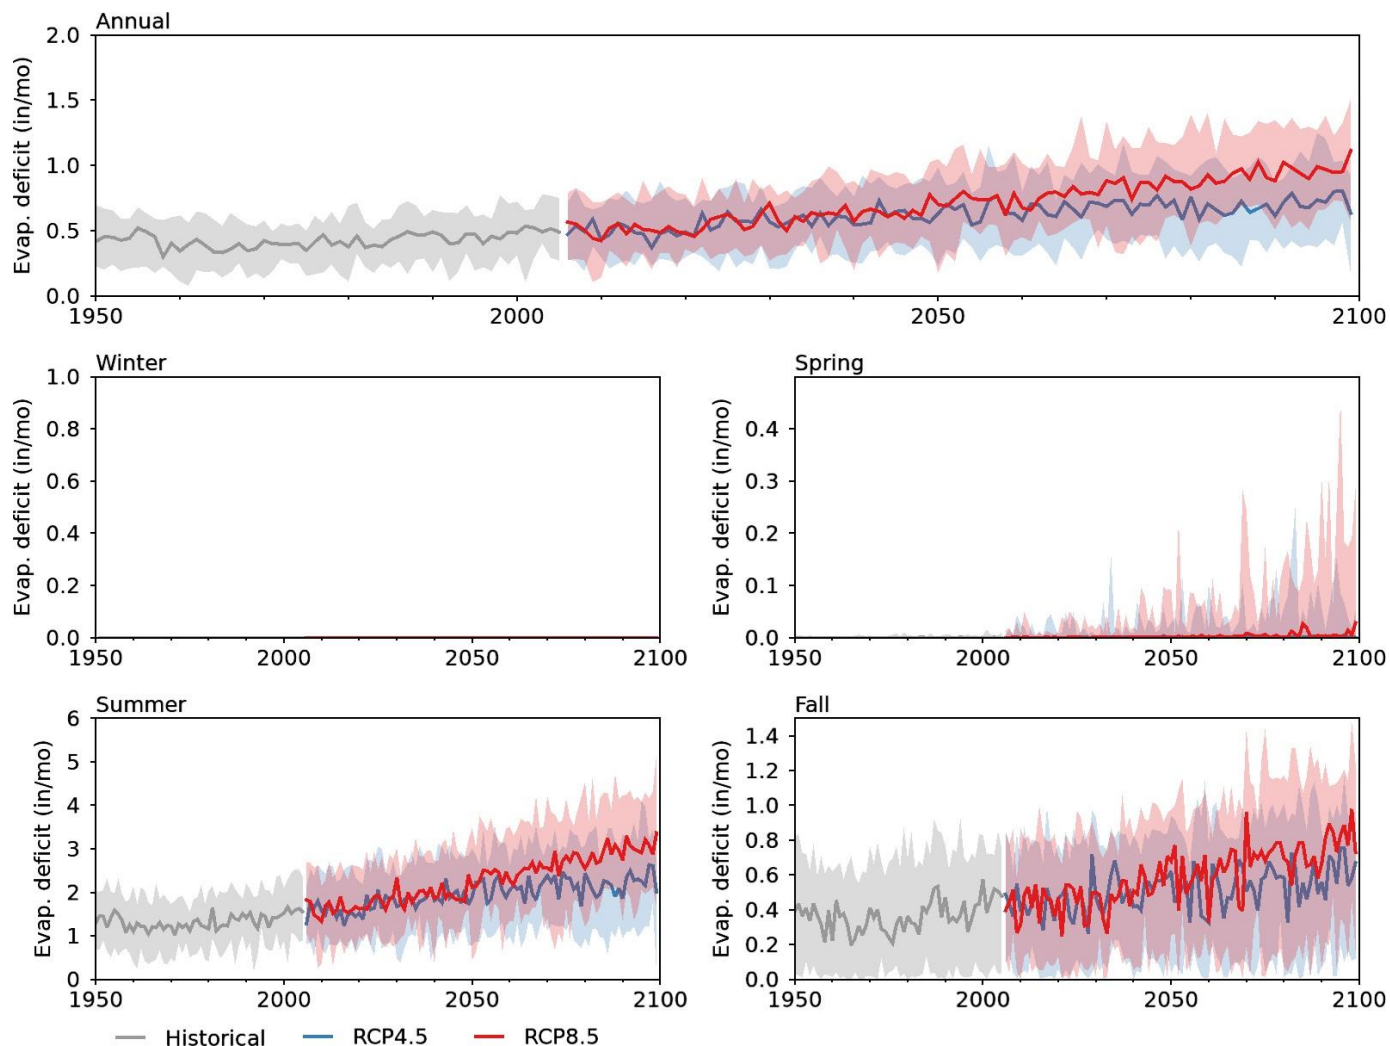 Annual
Evap. deficit (in/mo)
2.0
1.5
1.0
0.5
0.0
1950 2000 2050 2100
Winter
Evap. deficit (in/mo)
1.0
0.8
0.6
0.4
0.2
0.0
1950 2000 2050 2100
Spring
Evap. deficit (in/mo)
0.4
0.3
0.2
0.1
0.0
1950 2000 2050 2100
Summer
Evap. deficit (in/mo)
6
5
4
3
2
1
0
1950 2000 2050 2100
Fall
Evap. deficit (in/mo)
1.4
1.2
1.0
0.8
0.6
0.4
0.2
0.0
1950 2000 2050 2100
Historical RCP4.5 RCP8.5